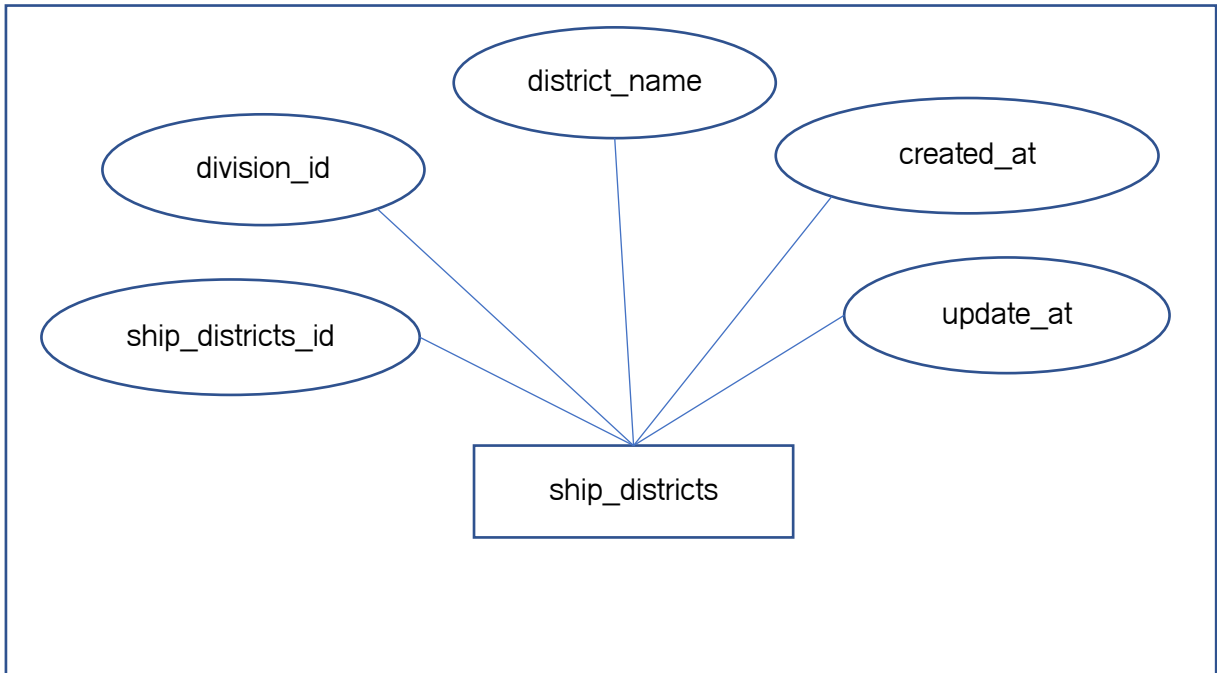 district_name
created_at
division_id
update_at
ship_districts_id
ship_districts